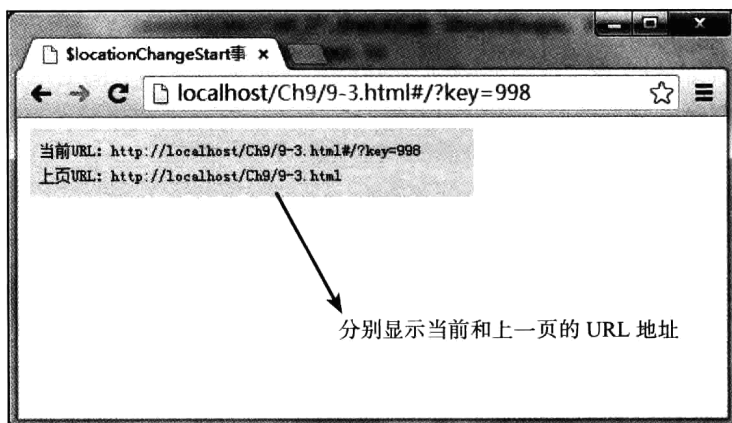 $locationChangeStart事
localhost/Ch9/9-3.html#/?key=998
当前URL: http://localhost/Ch9/9-3.html#/?key=998
上页URL: http://localhost/Ch9/9-3.html
分别显示当前和上一页的 URL 地址